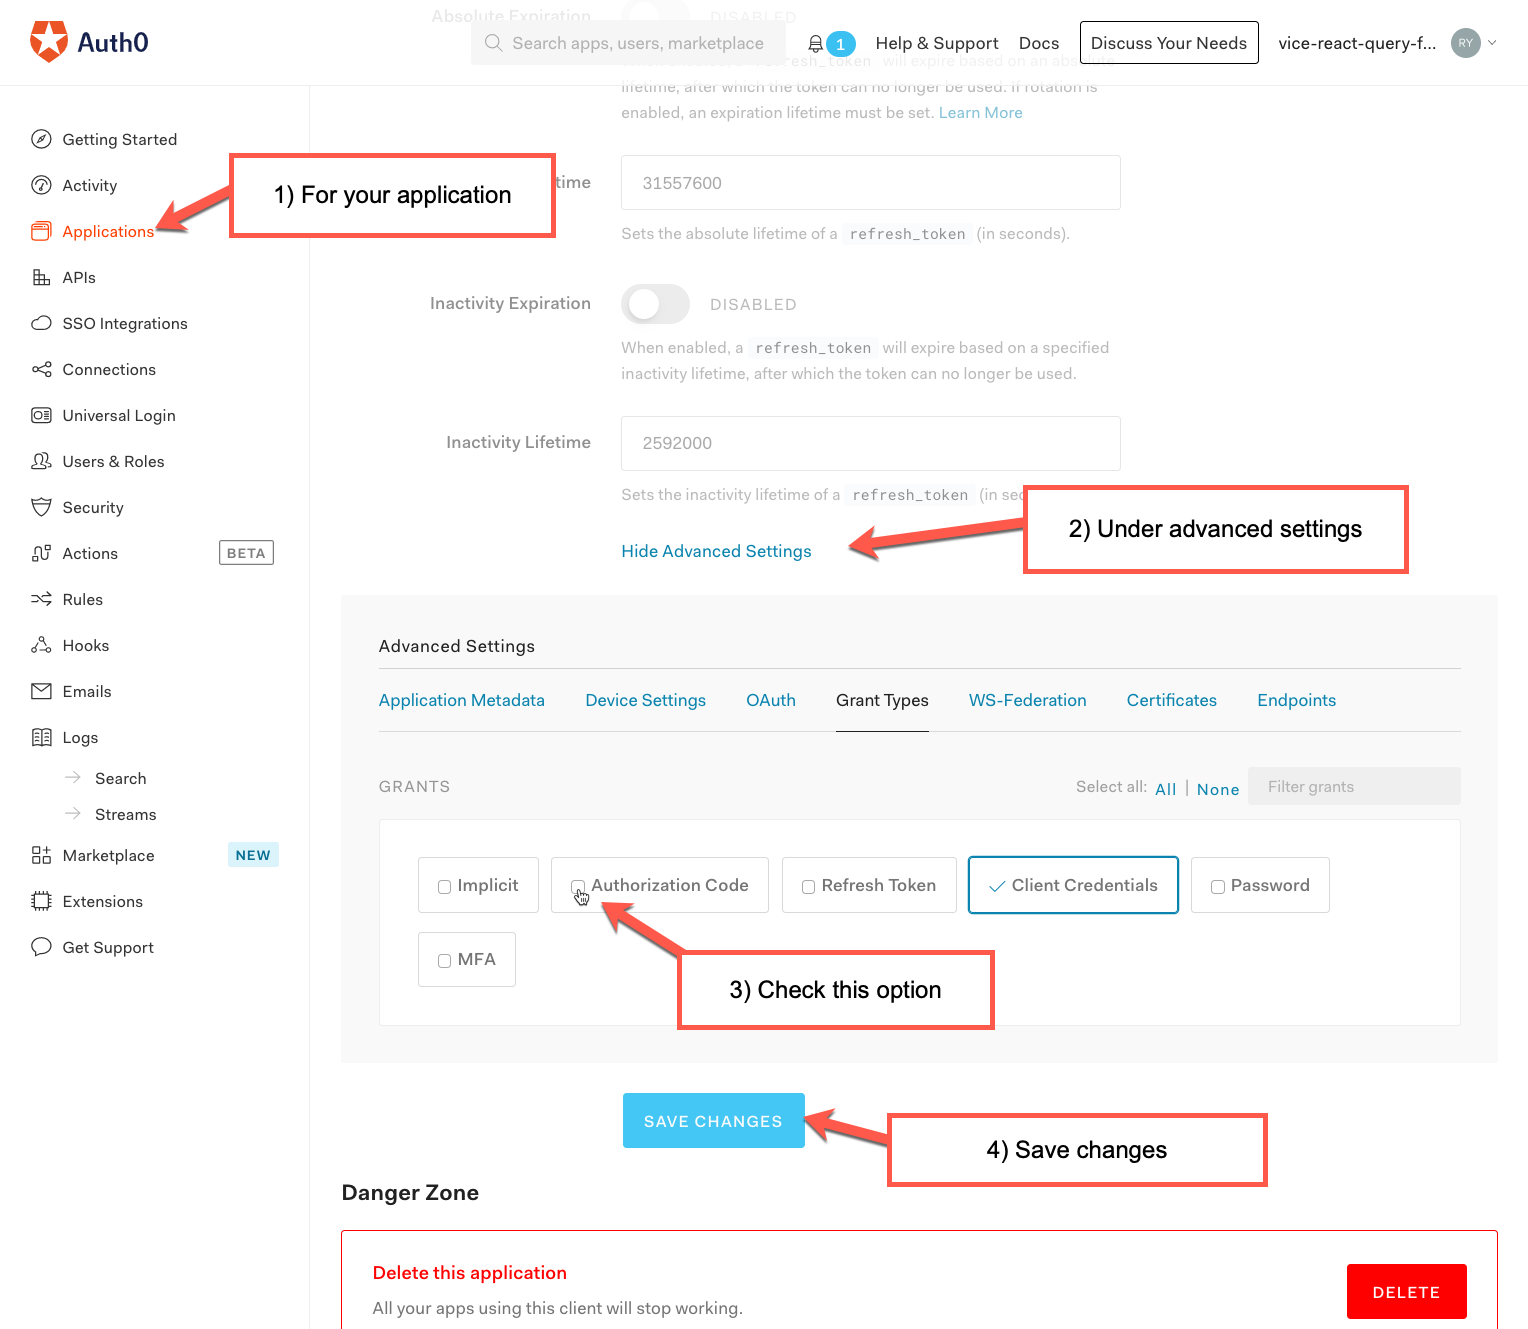 Auth0
Absolute Expiration
DISABLED
Search apps, users, marketplace
1
Help & Support
Docs
Discuss Your Needs
vice-react-query-f...
RY
refresh_token will expire based on an absolute
lifetime, after which the token can no longer be used. If rotation is
enabled, an expiration lifetime must be set. Learn More
Getting Started
Activity
Applications
APIs
SSO Integrations
Connections
Universal Login
Users & Roles
Security
Actions BETA
Rules
Hooks
Emails
Logs
Search
Streams
Marketplace NEW
Extensions
Get Support
1) For your application
time
31557600
Sets the absolute lifetime of a refresh_token (in seconds).
Inactivity Expiration
DISABLED
When enabled, a refresh_token will expire based on a specified
inactivity lifetime, after which the token can no longer be used.
Inactivity Lifetime
2592000
Sets the inactivity lifetime of a refresh_token (in sec
2) Under advanced settings
Hide Advanced Settings
Advanced Settings
Application Metadata Device Settings OAuth Grant Types WS-Federation Certificates Endpoints
GRANTS
Select all: All | None
Filter grants
Implicit
Authorization Code
Refresh Token
Client Credentials
Password
MFA
3) Check this option
SAVE CHANGES
4) Save changes
Danger Zone
Delete this application
All your apps using this client will stop working.
DELETE